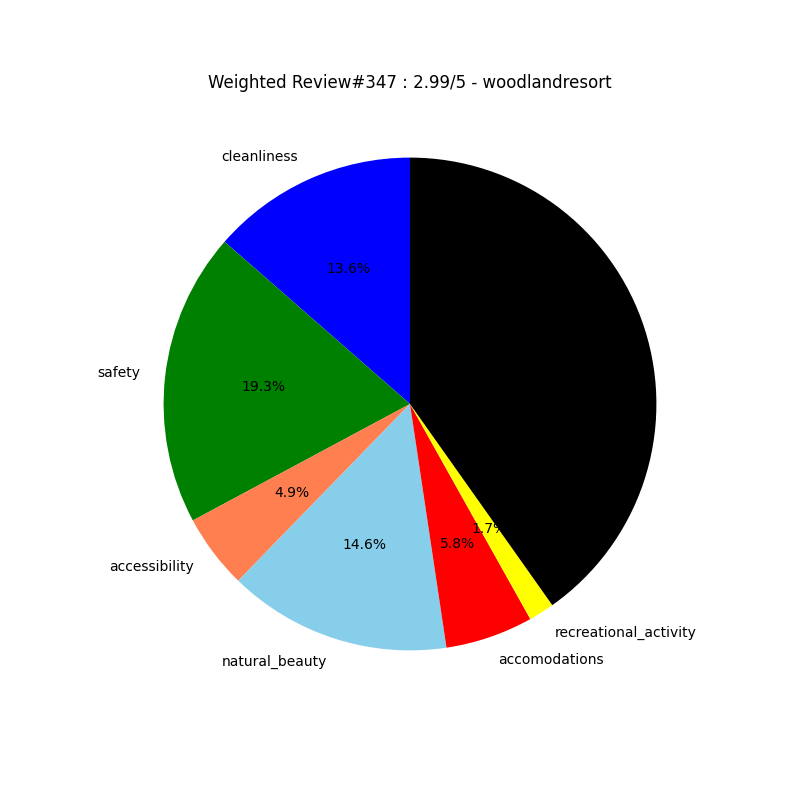 Weighted Review#347 : 2.99/5 - woodlandresort
cleanliness
13.6%
safety
19.3%
accessibility
4.9%
natural_beauty
14.6%
accomodations
5.8%
recreational_activity
1.7%